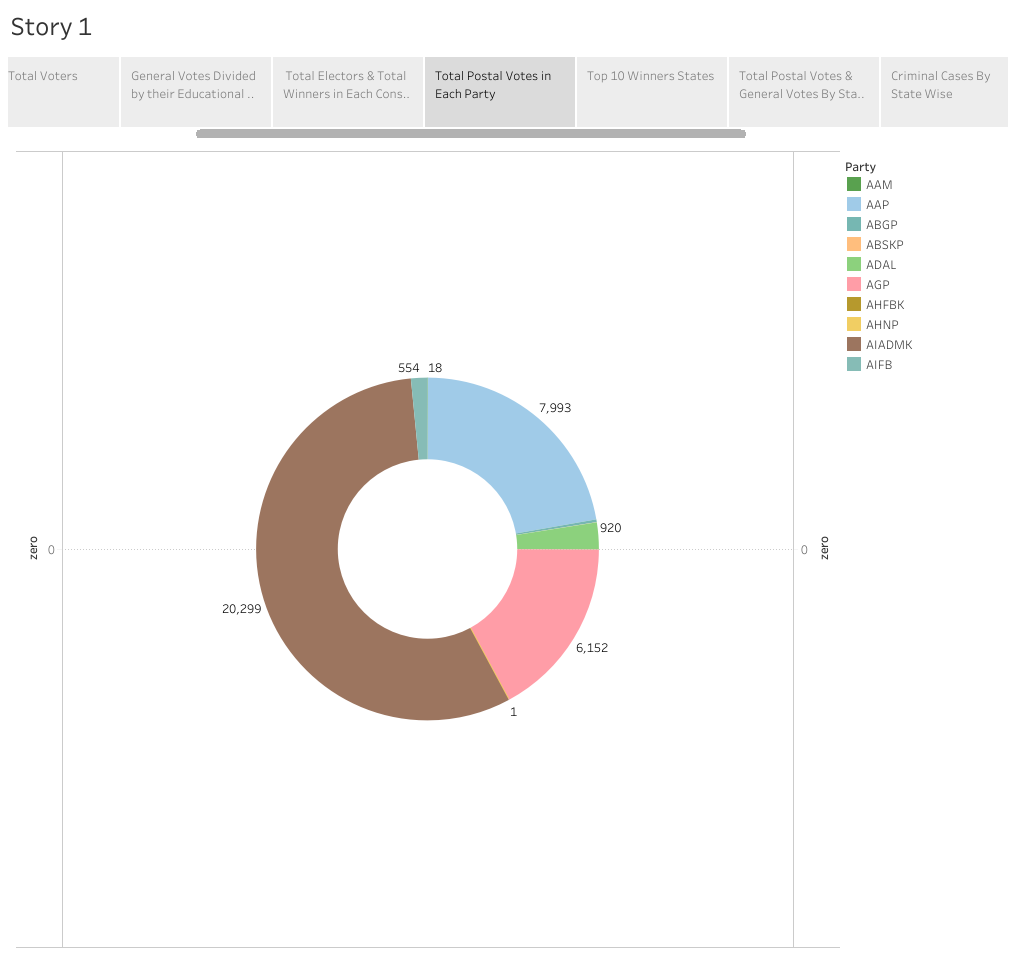 Story 1
Total Voters
General Votes Divided
by their Educational ..
Total Electors & Total
Winners in Each Cons..
Total Postal Votes in
Each Party
Top 10 Winners States
Total Postal Votes &
General Votes By Sta..
Criminal Cases By
State Wise
Party
AAM
AAP
ABGP
ABSKP
ADAL
AGP
AHFBK
AHNP
AIADMK
AIFB
554
18
7,993
920
zero
0
0
zero
20,299
6,152
1